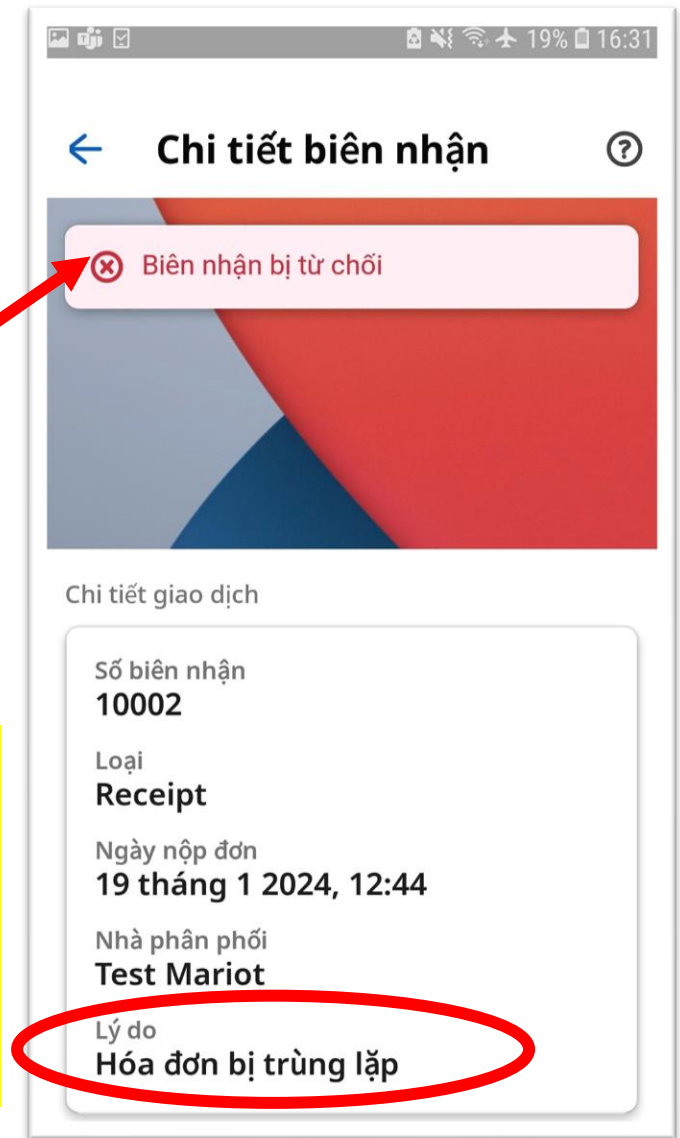 19% 16:31
Chi tiết biên nhận
Biên nhận bị từ chối
Chi tiết giao dịch
Số biên nhận
10002
Loại
Receipt
Ngày nộp đơn
19 tháng 1 2024, 12:44
Nhà phân phối
Test Mariot
Lý do
Hóa đơn bị trùng lặp